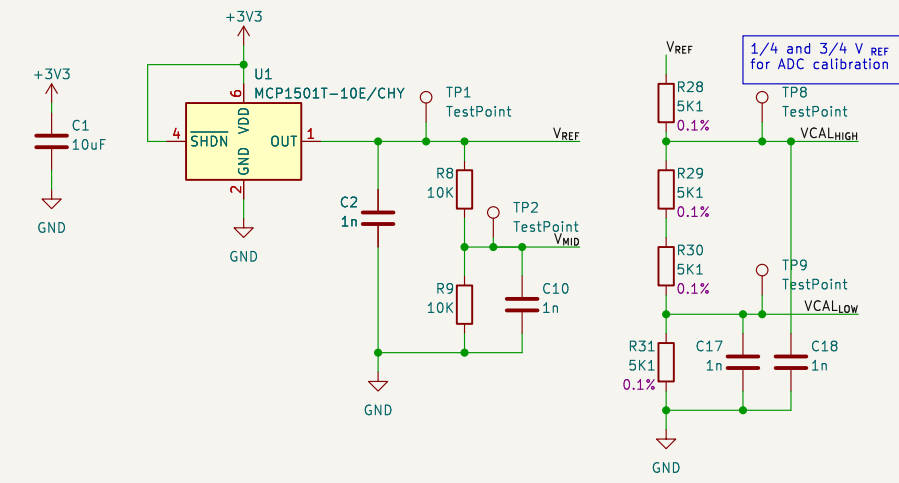 +3V3
C1
10uF
GND
+3V3
U1
MCP1501T-10E/CHY
6
VDD
4
SHDN
OUT
1
GND
2
GND
TP1
TestPoint
VREF
R8
10K
C2
1n
TP2
TestPoint
VMID
R9
10K
C10
1n
GND
VREF
1/4 and 3/4 V REF
for ADC calibration
R28
5K1
0.1%
TP8
TestPoint
VCALHIGH
R29
5K1
0.1%
R30
5K1
0.1%
TP9
TestPoint
VCALLOW
R31
5K1
0.1%
C17
1n
C18
1n
GND